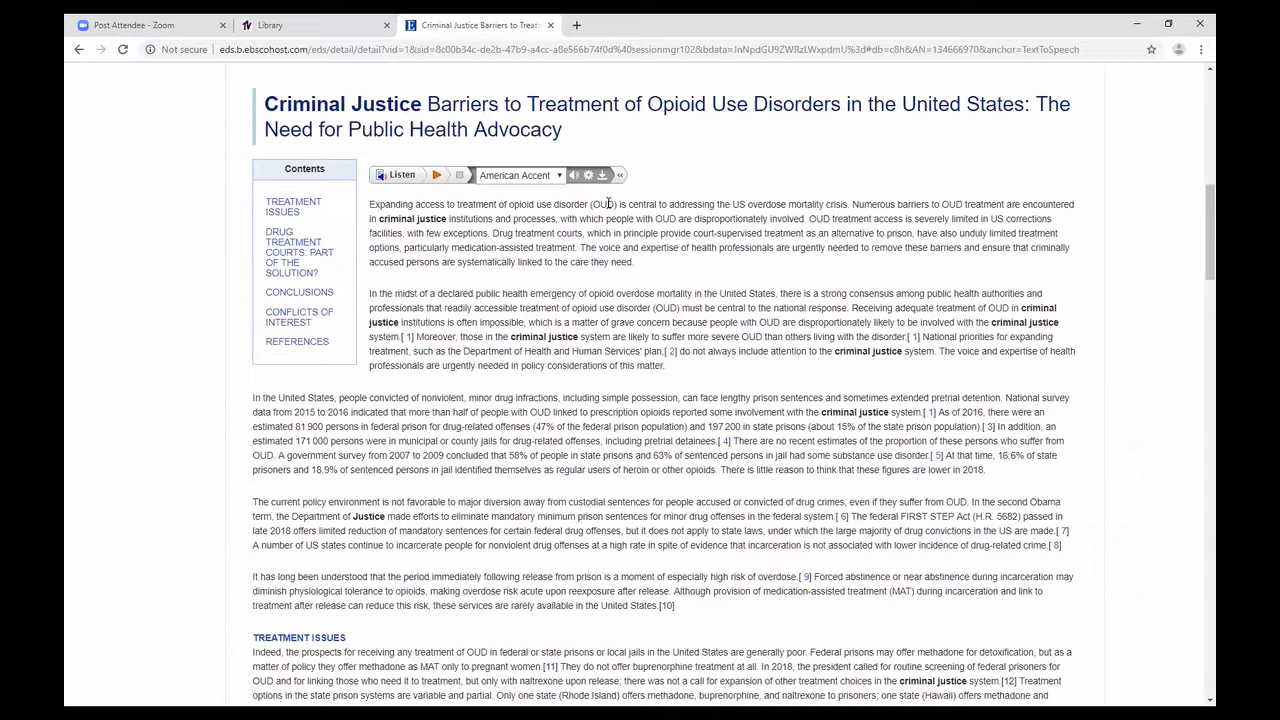 Post Attendee - Zoom
Library
Criminal Justice Barriers to Treat
Not secure
eds.b.ebscohost.com/eds/detail/detail?vid=1&sid=8c00b34c-de2b-47b9-a4cc-a8e566b74f0d%40sessionmgr102&bdata=JnNpdGU9ZWRzLWxpdmU%3d#db=c8h&AN=134666970&anchor=TextToSpeech
Criminal Justice Barriers to Treatment of Opioid Use Disorders in the United States: The
Need for Public Health Advocacy
Contents
TREATMENT
ISSUES
DRUG
TREATMENT
COURTS: PART
OF THE
SOLUTION?
CONCLUSIONS
CONFLICTS OF
INTEREST
REFERENCES
Listen
American Accent
Expanding access to treatment of opioid use disorder (OUD) is central to addressing the US overdose mortality crisis. Numerous barriers to OUD treatment are encountered
in criminal justice institutions and processes, with which people with OUD are disproportionately involved. OUD treatment access is severely limited in US corrections
facilities, with few exceptions. Drug treatment courts, which in principle provide court-supervised treatment as an alternative to prison, have also unduly limited treatment
options, particularly medication-assisted treatment. The voice and expertise of health professionals are urgently needed to remove these barriers and ensure that criminally
accused persons are systematically linked to the care they need.
In the midst of a declared public health emergency of opioid overdose mortality in the United States, there is a strong consensus among public health authorities and
professionals that readily accessible treatment of opioid use disorder (OUD) must be central to the national response. Receiving adequate treatment of OUD in criminal
justice institutions is often impossible, which is a matter of grave concern because people with OUD are disproportionately likely to be involved with the criminal justice
system.[ 1] Moreover, those in the criminal justice system are likely to suffer more severe OUD than others living with the disorder.[ 1] National priorities for expanding
treatment, such as the Department of Health and Human Services' plan,[ 2] do not always include attention to the criminal justice system. The voice and expertise of health
professionals are urgently needed in policy considerations of this matter.
In the United States, people convicted of nonviolent, minor drug infractions, including simple possession, can face lengthy prison sentences and sometimes extended pretrial detention. National survey
data from 2015 to 2016 indicated that more than half of people with OUD linked to prescription opioids reported some involvement with the criminal justice system.[ 1] As of 2016, there were an
estimated 81 900 persons in federal prison for drug-related offenses (47% of the federal prison population) and 197 200 in state prisons (about 15% of the state prison population).[ 3] In addition, an
estimated 171 000 persons were in municipal or county jails for drug-related offenses, including pretrial detainees.[ 4] There are no recent estimates of the proportion of these persons who suffer from
OUD. A government survey from 2007 to 2009 concluded that 58% of people in state prisons and 63% of sentenced persons in jail had some substance use disorder.[ 5] At that time, 16.6% of state
prisoners and 18.9% of sentenced persons in jail identified themselves as regular users of heroin or other opioids. There is little reason to think that these figures are lower in 2018.
The current policy environment is not favorable to major diversion away from custodial sentences for people accused or convicted of drug crimes, even if they suffer from OUD. In the second Obama
term, the Department of Justice made efforts to eliminate mandatory minimum prison sentences for minor drug offenses in the federal system.[ 6] The federal FIRST STEP Act (H.R. 5682) passed in
late 2018 offers limited reduction of mandatory sentences for certain federal drug offenses, but it does not apply to state laws, under which the large majority of drug convictions in the US are made.[ 7]
A number of US states continue to incarcerate people for nonviolent drug offenses at a high rate in spite of evidence that incarceration is not associated with lower incidence of drug-related crime.[ 8]
It has long been understood that the period immediately following release from prison is a moment of especially high risk of overdose.[ 9] Forced abstinence or near abstinence during incarceration may
diminish physiological tolerance to opioids, making overdose risk acute upon reexposure after release. Although provision of medication-assisted treatment (MAT) during incarceration and link to
treatment after release can reduce this risk, these services are rarely available in the United States.[10]
TREATMENT ISSUES
Indeed, the prospects for receiving any treatment of OUD in federal or state prisons or local jails in the United States are generally poor. Federal prisons may offer methadone for detoxification, but as a
matter of policy they offer methadone as MAT only to pregnant women.[11] They do not offer buprenorphine treatment at all. In 2018, the president called for routine screening of federal prisoners for
OUD and for linking those who need it to treatment, but only with naltrexone upon release; there was not a call for expansion of other treatment choices in the criminal justice system.[12] Treatment
options in the state prison systems are variable and partial. Only one state (Rhode Island) offers methadone, buprenorphine, and naltrexone to prisoners; one state (Hawaii) offers methadone and